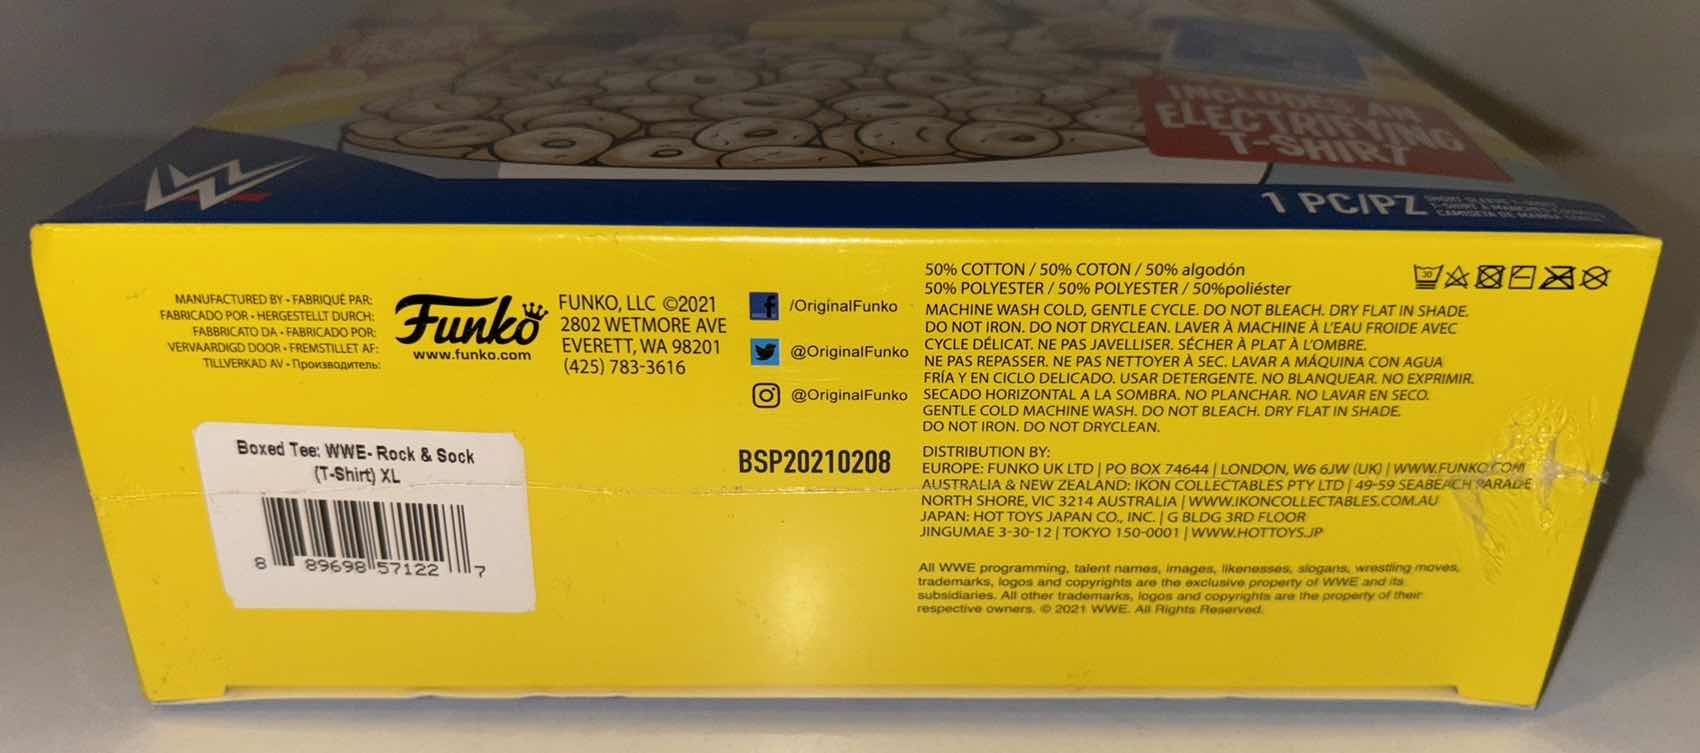 INCLUDES AN
ELECTRIFYING
T-SHIRT
1 PC/PZ
MANUFACTURED BY • FABRIQUÉ PAR:
FABRICADO POR • HERGESTELLT DURCH:
FABBRICATO DA • FABRICADO POR:
VERVAARDIGD DOOR • FREMSTILLET AF:
TILLVERKAD AV • Производитель:
Funko
www.funko.com
FUNKO, LLC ©2021
2802 WETMORE AVE
EVERETT, WA 98201
(425) 783-3616
/OriginalFunko
@OriginalFunko
@OriginalFunko
BSP20210208
50% COTTON / 50% COTON / 50% algodón
50% POLYESTER / 50% POLYESTER / 50%poliéster
MACHINE WASH COLD, GENTLE CYCLE. DO NOT BLEACH. DRY FLAT IN SHADE.
DO NOT IRON. DO NOT DRYCLEAN. LAVER À MACHINE À L'EAU FROIDE AVEC
CYCLE DÉLICAT. NE PAS JAVELLISER. SÉCHER À PLAT À L'OMBRE.
NE PAS REPASSER. NE PAS NETTOYER À SEC. LAVAR A MÁQUINA CON AGUA
FRÍA Y EN CICLO DELICADO. USAR DETERGENTE. NO BLANQUEAR. NO EXPRIMIR.
SECADO HORIZONTAL A LA SOMBRA. NO PLANCHAR. NO LAVAR EN SECO.
GENTLE COLD MACHINE WASH. DO NOT BLEACH. DRY FLAT IN SHADE.
DO NOT IRON. DO NOT DRYCLEAN.
DISTRIBUTION BY:
EUROPE: FUNKO UK LTD | PO BOX 74644 | LONDON, W6 6JW (UK) | WWW.FUNKO.COM
AUSTRALIA & NEW ZEALAND: IKON COLLECTABLES PTY LTD | 49-59 SEABEACH PARADE
NORTH SHORE, VIC 3214 AUSTRALIA | WWW.IKONCOLLECTABLES.COM.AU
JAPAN: HOT TOYS JAPAN CO., INC. | G BLDG 3RD FLOOR
JINGUMAE 3-30-12 | TOKYO 150-0001 | WWW.HOTTOYS.JP
All WWE programming, talent names, images, likenesses, slogans, wrestling moves,
trademarks, logos and copyrights are the exclusive property of WWE and its
subsidiaries. All other trademarks, logos and copyrights are the property of their
respective owners. © 2021 WWE. All Rights Reserved.
Boxed Tee: WWE- Rock & Sock
(T-Shirt) XL
8 89698 57122 7